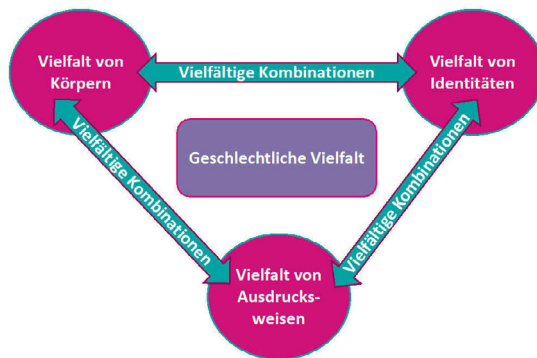 Vielfalt von
Körpern
Vielfältige Kombinationen
Vielfalt von
Identitäten
Vielfältige Kombinationen
Geschlechtliche Vielfalt
Vielfältige Kombinationen
Vielfalt von
Ausdrucks-
weisen